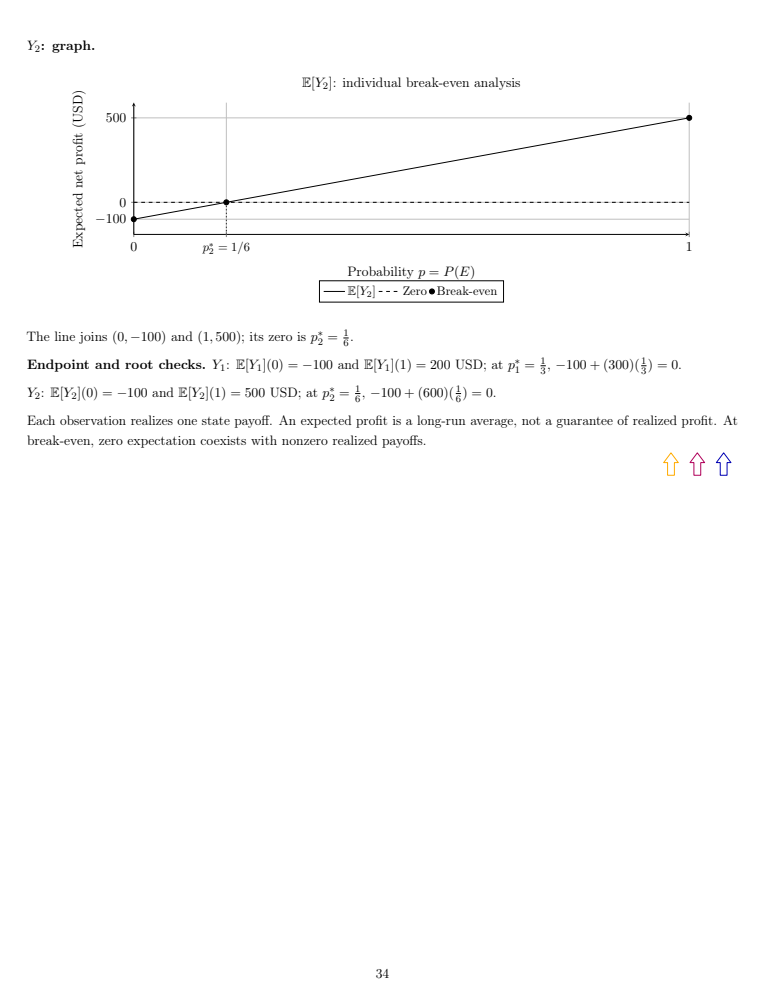 Y₂: graph.
𝔼[Y₂]: individual break-even analysis
Expected net profit (USD)
500
0
−100
0
p₂* = 1/6
1
Probability p = P(E)
𝔼[Y₂] Zero Break-even
The line joins (0, −100) and (1, 500); its zero is p₂* = 1/6.
Endpoint and root checks. Y₁: 𝔼[Y₁](0) = −100 and 𝔼[Y₁](1) = 200 USD; at p₁* = 1/3, −100 + (300)(1/3) = 0.
Y₂: 𝔼[Y₂](0) = −100 and 𝔼[Y₂](1) = 500 USD; at p₂* = 1/6, −100 + (600)(1/6) = 0.
Each observation realizes one state payoff. An expected profit is a long-run average, not a guarantee of realized profit. At
break-even, zero expectation coexists with nonzero realized payoffs.
34